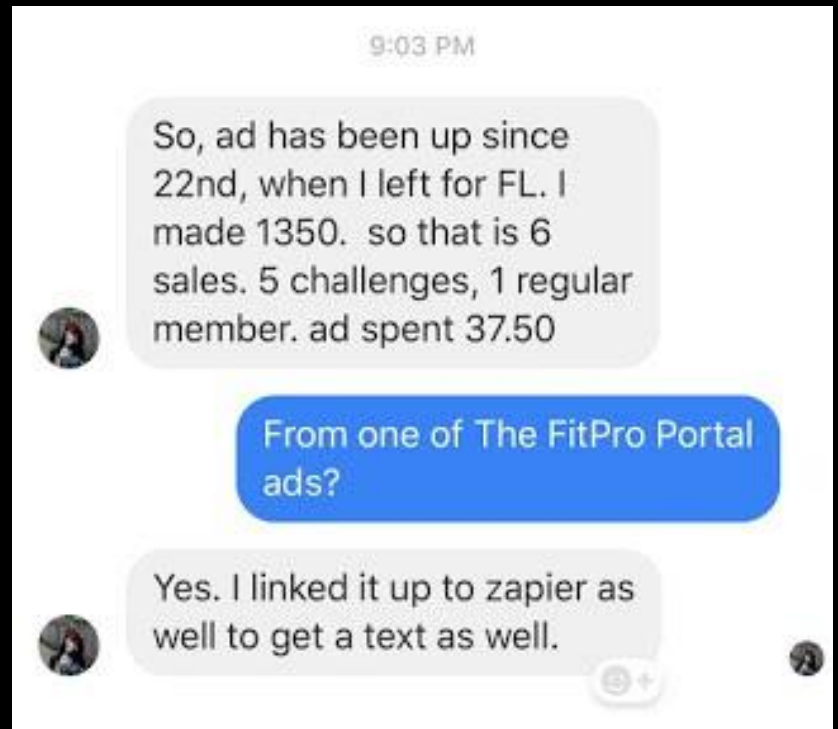 9:03 PM
So, ad has been up since
22nd, when I left for FL. I
made 1350.  so that is 6
sales. 5 challenges, 1 regular
member. ad spent 37.50
From one of The FitPro Portal
ads?
Yes. I linked it up to zapier as
well to get a text as well.